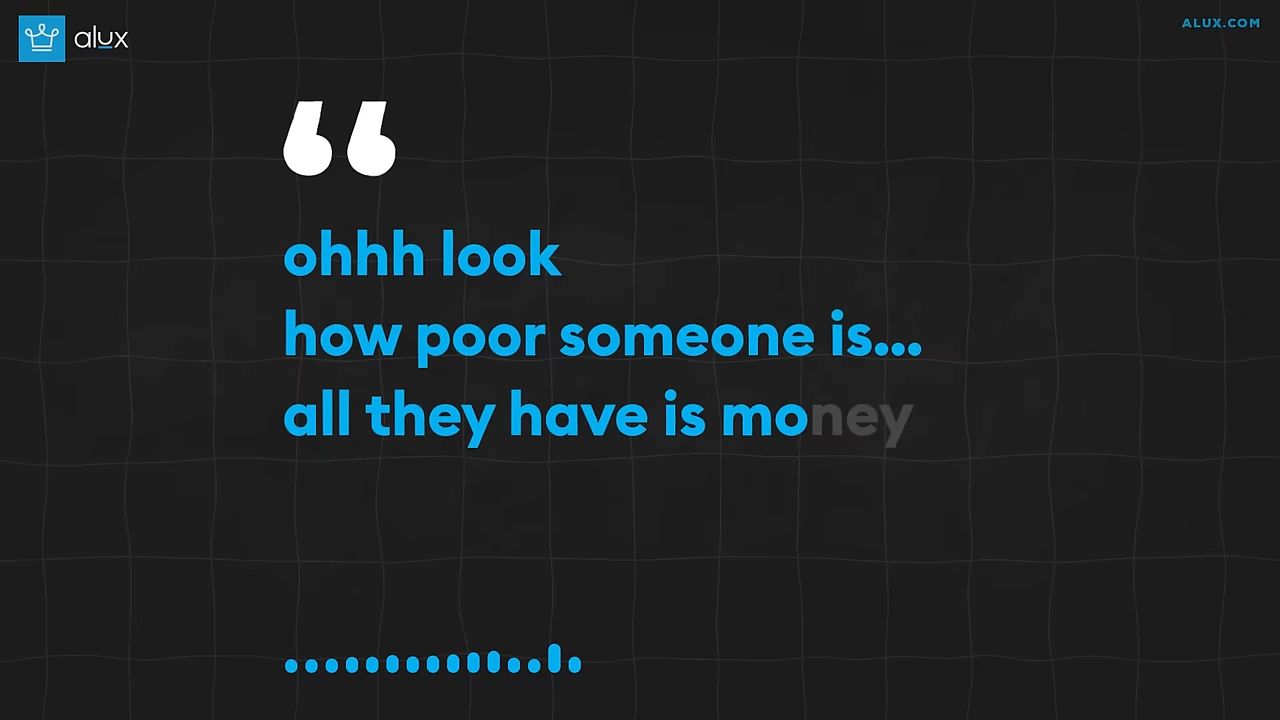 alux
ALUX.COM
“
ohhh look
how poor someone is...
all they have is money